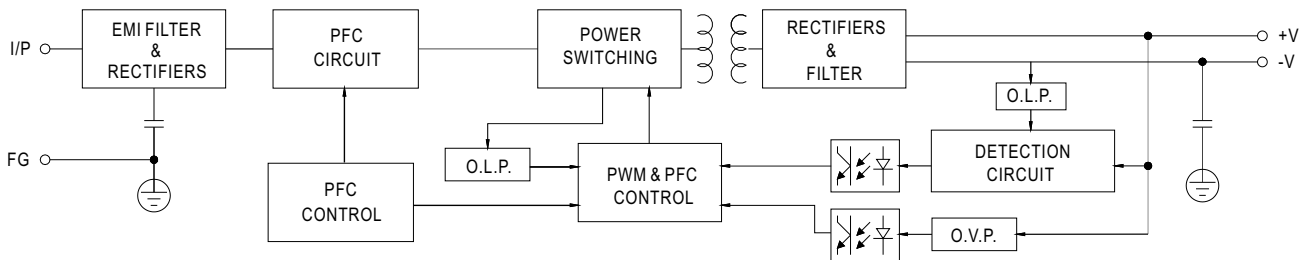 I/P
EMI FILTER
&
RECTIFIERS
PFC
CIRCUIT
POWER
SWITCHING
RECTIFIERS
&
FILTER
+V
-V
O.L.P.
FG
O.L.P.
PFC
CONTROL
PWM & PFC
CONTROL
DETECTION
CIRCUIT
O.V.P.